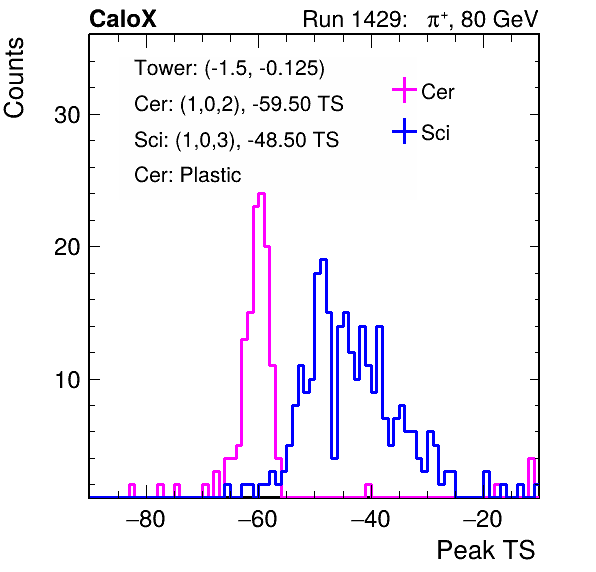 CaloX Run 1429: π⁺, 80 GeV
Counts
Tower: (-1.5, -0.125)
Cer: (1,0,2), -59.50 TS
Sci: (1,0,3), -48.50 TS
Cer: Plastic
Cer
Sci
30
20
10
−80 −60 −40 −20
Peak TS